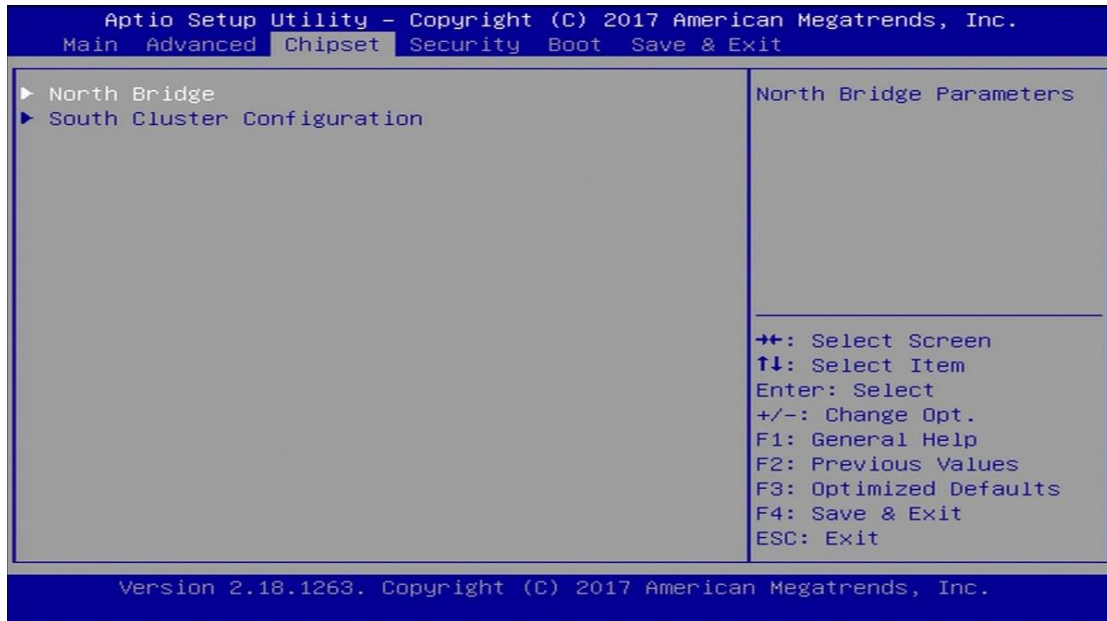 Aptio Setup Utility – Copyright (C) 2017 American Megatrends, Inc.
Main Advanced Chipset Security Boot Save & Exit
► North Bridge
► South Cluster Configuration
North Bridge Parameters
→←: Select Screen
↑↓: Select Item
Enter: Select
+/-: Change Opt.
F1: General Help
F2: Previous Values
F3: Optimized Defaults
F4: Save & Exit
ESC: Exit
Version 2.18.1263. Copyright (C) 2017 American Megatrends, Inc.